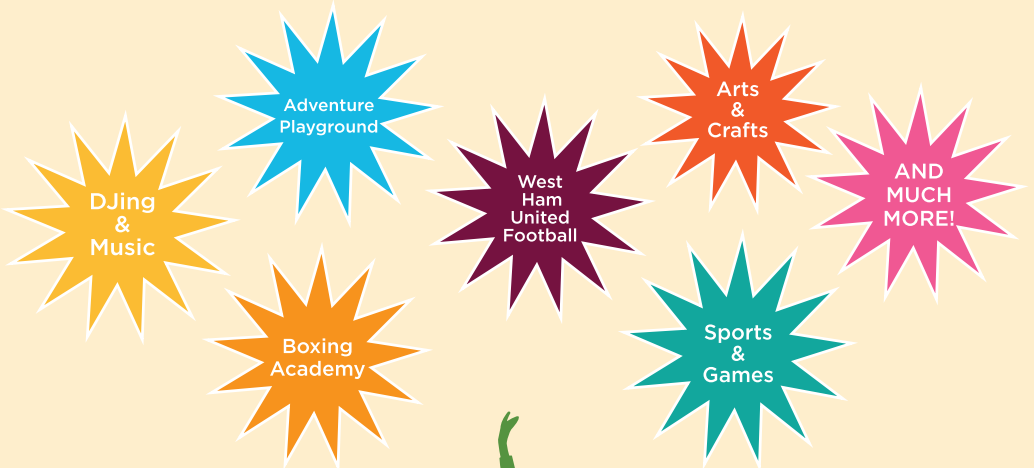 Adventure
Playground
Arts
&
Crafts
DJing
&
Music
West
Ham
United
Football
AND
MUCH
MORE!
Boxing
Academy
Sports
&
Games